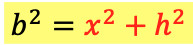 b² = x² + h²